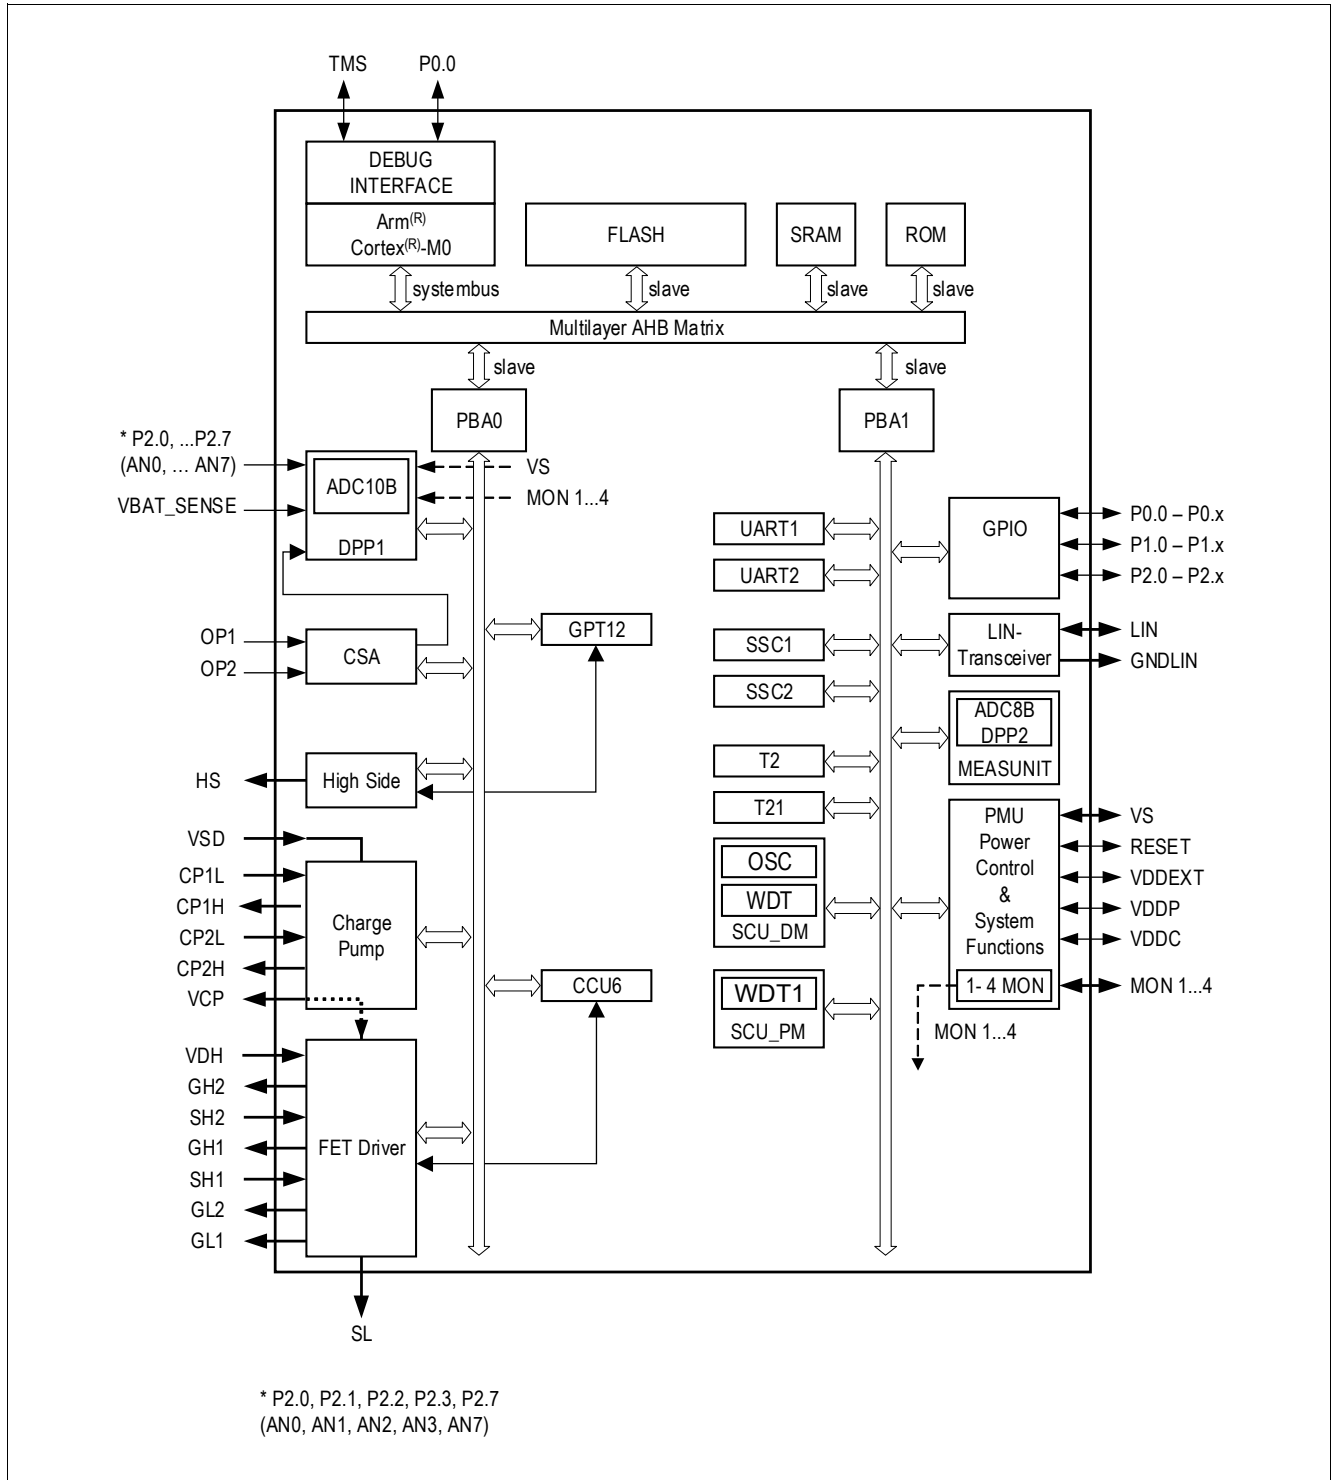 TMS
P0.0
DEBUG
INTERFACE
Arm(R)
Cortex(R)-M0
FLASH
SRAM
ROM
systembus
slave
slave
slave
Multilayer AHB Matrix
slave
slave
PBA0
PBA1
* P2.0, ...P2.7
(AN0, ... AN7)
VBAT_SENSE
ADC10B
DPP1
VS
MON 1...4
UART1
UART2
GPIO
P0.0 – P0.x
P1.0 – P1.x
P2.0 – P2.x
OP1
OP2
CSA
GPT12
SSC1
SSC2
LIN-
Transceiver
LIN
GNDLIN
ADC8B
DPP2
MEASUNIT
HS
High Side
T2
T21
VSD
CP1L
CP1H
CP2L
CP2H
VCP
Charge
Pump
CCU6
OSC
WDT
SCU_DM
WDT1
SCU_PM
PMU
Power
Control
&
System
Functions
1- 4 MON
VS
RESET
VDDEXT
VDDP
VDDC
MON 1...4
MON 1...4
VDH
GH2
SH2
GH1
SH1
GL2
GL1
FET Driver
SL
* P2.0, P2.1, P2.2, P2.3, P2.7
(AN0, AN1, AN2, AN3, AN7)